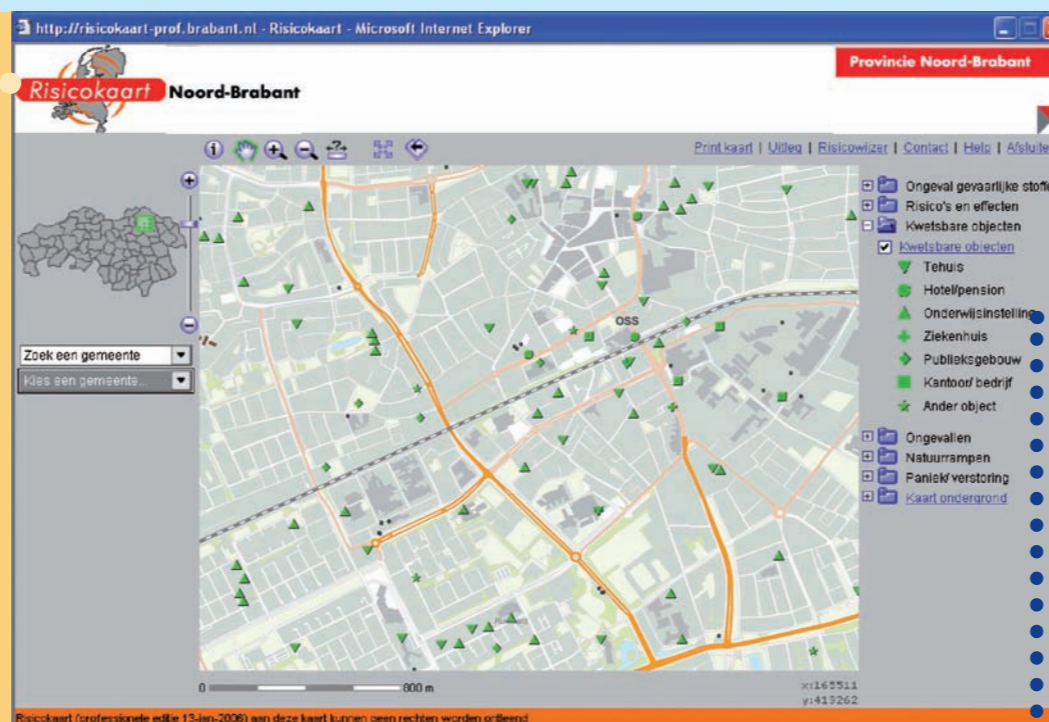 http://risicokaart-prof.brabant.nl - Risicokaart - Microsoft Internet Explorer
Provincie Noord-Brabant
Risicokaart Noord-Brabant
Print kaart | Uitleg | Risicowijzer | Contact | Help | Afsluite
Zoek een gemeente
Kies een gemeente...
OSS
Ongeval gevaarlijke stoffe
Risico's en effecten
Kwetsbare objecten
Kwetsbare objecten
Tehuis
Hotel/pension
Onderwijsinstelling
Ziekenhuis
Publieksgebouw
Kantoor/ bedrijf
Ander object
Ongevallen
Natuurrampen
Paniek/ verstoring
Kaart ondergrond
0 800 m
x:165511
y:419262
Risicokaart (professionele editie 13-jan-2006) aan deze kaart kunnen geen rechten worden ontleend